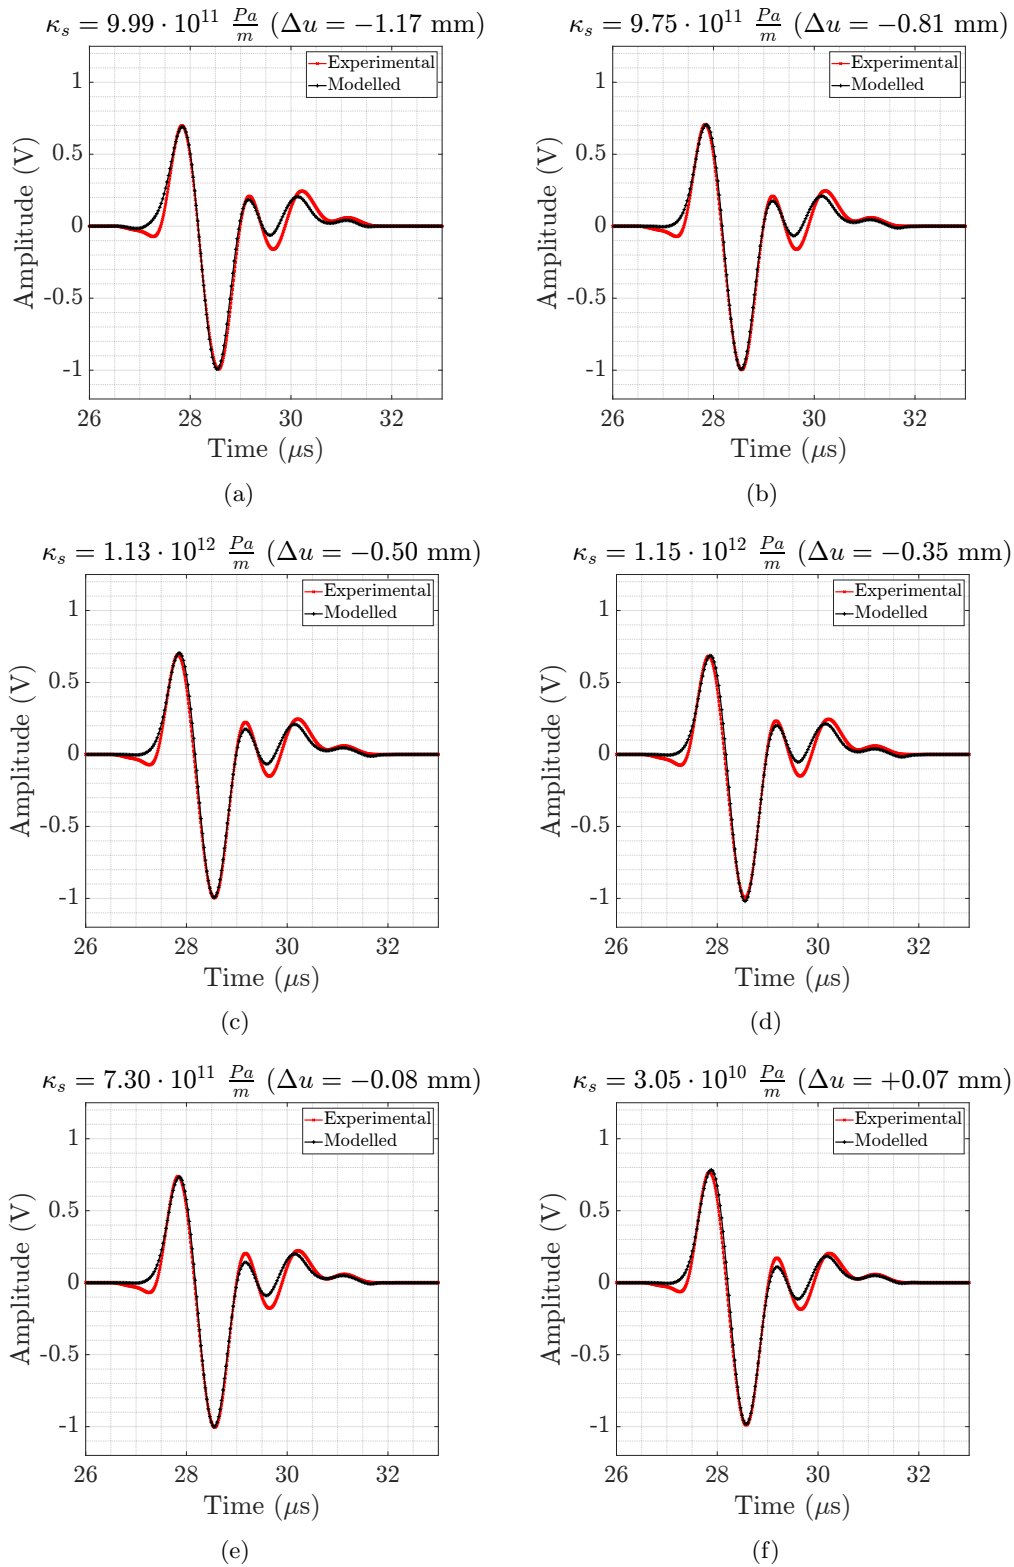 κ_s = 9.99 · 10^11 Pa/m (Δu = −1.17 mm)
Experimental
Modelled
1
0.5
0
-0.5
-1
Amplitude (V)
26 28 30 32
Time (μs)
(a)
κ_s = 9.75 · 10^11 Pa/m (Δu = −0.81 mm)
Experimental
Modelled
1
0.5
0
-0.5
-1
Amplitude (V)
26 28 30 32
Time (μs)
(b)
κ_s = 1.13 · 10^12 Pa/m (Δu = −0.50 mm)
Experimental
Modelled
1
0.5
0
-0.5
-1
Amplitude (V)
26 28 30 32
Time (μs)
(c)
κ_s = 1.15 · 10^12 Pa/m (Δu = −0.35 mm)
Experimental
Modelled
1
0.5
0
-0.5
-1
Amplitude (V)
26 28 30 32
Time (μs)
(d)
κ_s = 7.30 · 10^11 Pa/m (Δu = −0.08 mm)
Experimental
Modelled
1
0.5
0
-0.5
-1
Amplitude (V)
26 28 30 32
Time (μs)
(e)
κ_s = 3.05 · 10^10 Pa/m (Δu = +0.07 mm)
Experimental
Modelled
1
0.5
0
-0.5
-1
Amplitude (V)
26 28 30 32
Time (μs)
(f)